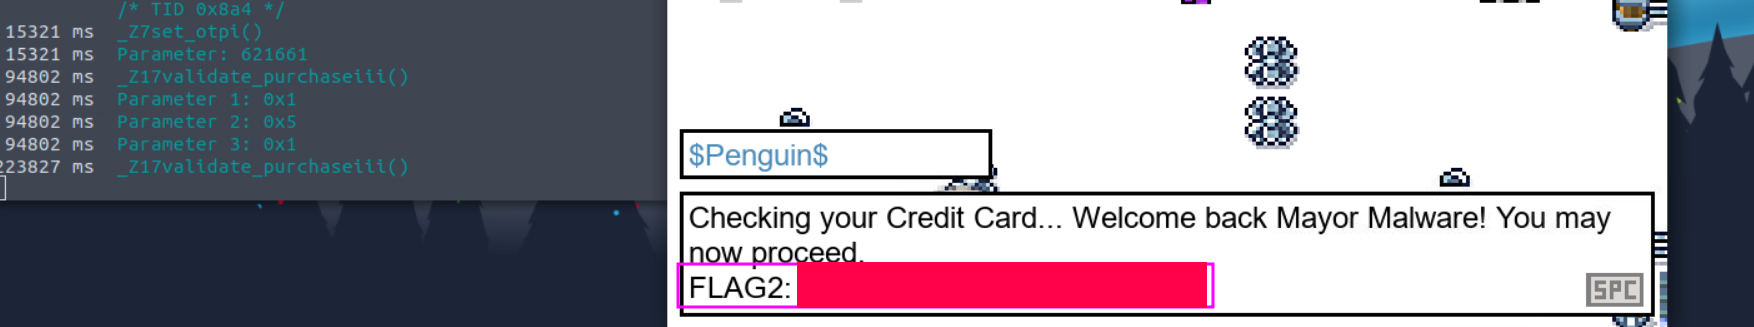 /* TID 0x8a4 */
15321 ms _Z7set_otpi()
15321 ms Parameter: 621661
94802 ms _Z17validate_purchaseiii()
94802 ms Parameter 1: 0x1
94802 ms Parameter 2: 0x5
94802 ms Parameter 3: 0x1
223827 ms _Z17validate_purchaseiii()
$Penguin$
Checking your Credit Card... Welcome back Mayor Malware! You may
now proceed.
FLAG2:
SPC